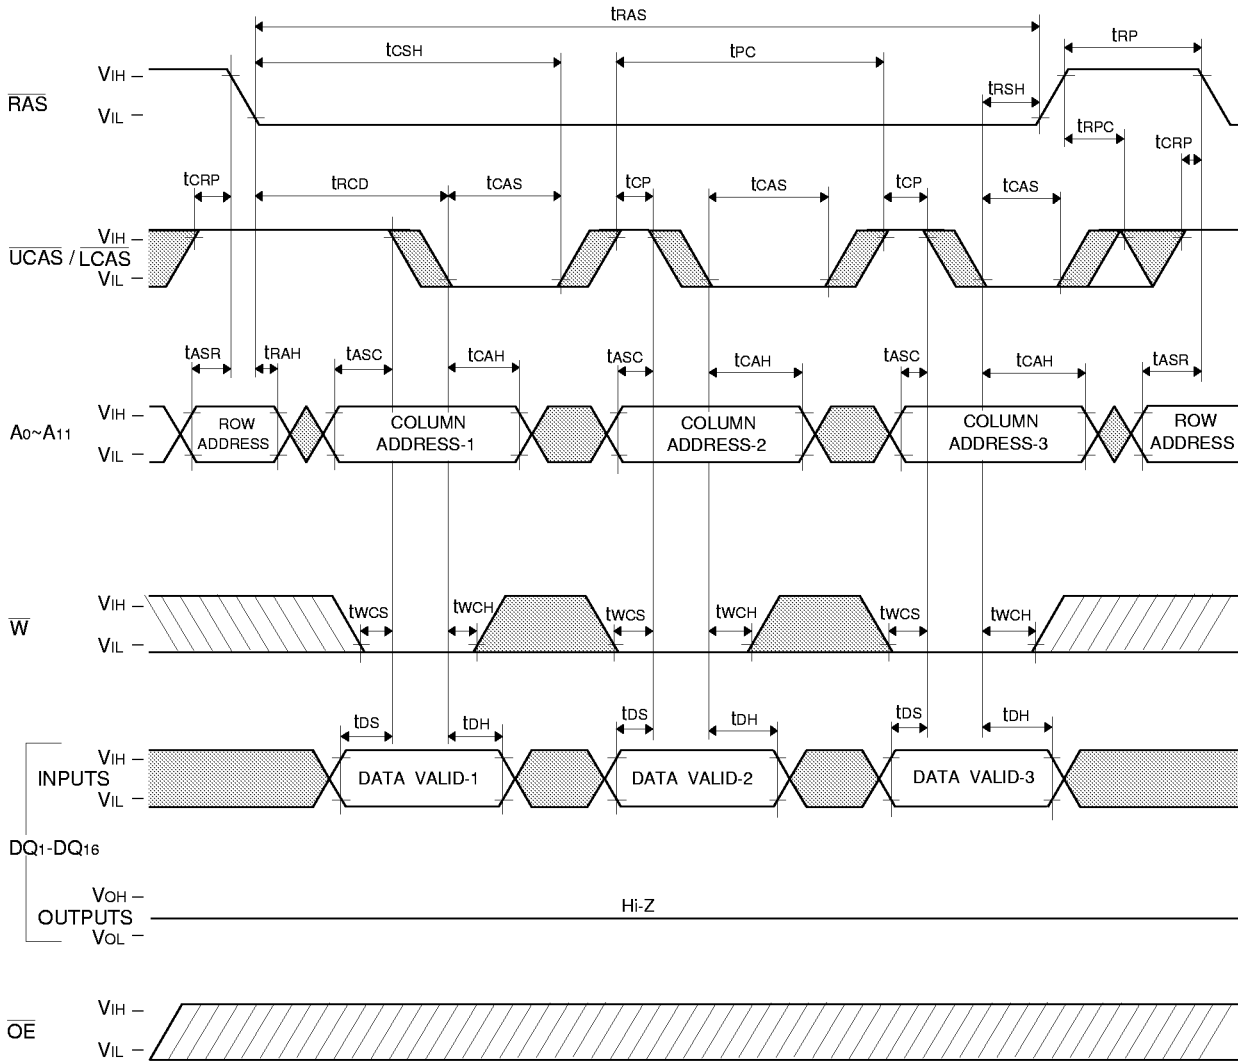 tRAS
tCSH tPC tRP
VIH
RAS
VIL
tRSH
tRPC
tCRP
tCRP tRCD tCAS tCP tCAS tCP tCAS
VIH
UCAS / LCAS
VIL
tASR tRAH tASC tCAH tASC tCAH tASC tCAH tASR
VIH
A0~A11
VIL
ROW ADDRESS
COLUMN ADDRESS-1
COLUMN ADDRESS-2
COLUMN ADDRESS-3
ROW ADDRESS
VIH
W
VIL
tWCS tWCH tWCS tWCH tWCS tWCH
tDS tDH tDS tDH tDS tDH
VIH
INPUTS
VIL
DATA VALID-1 DATA VALID-2 DATA VALID-3
DQ1-DQ16
VOH
OUTPUTS
VOL
Hi-Z
VIH
OE
VIL